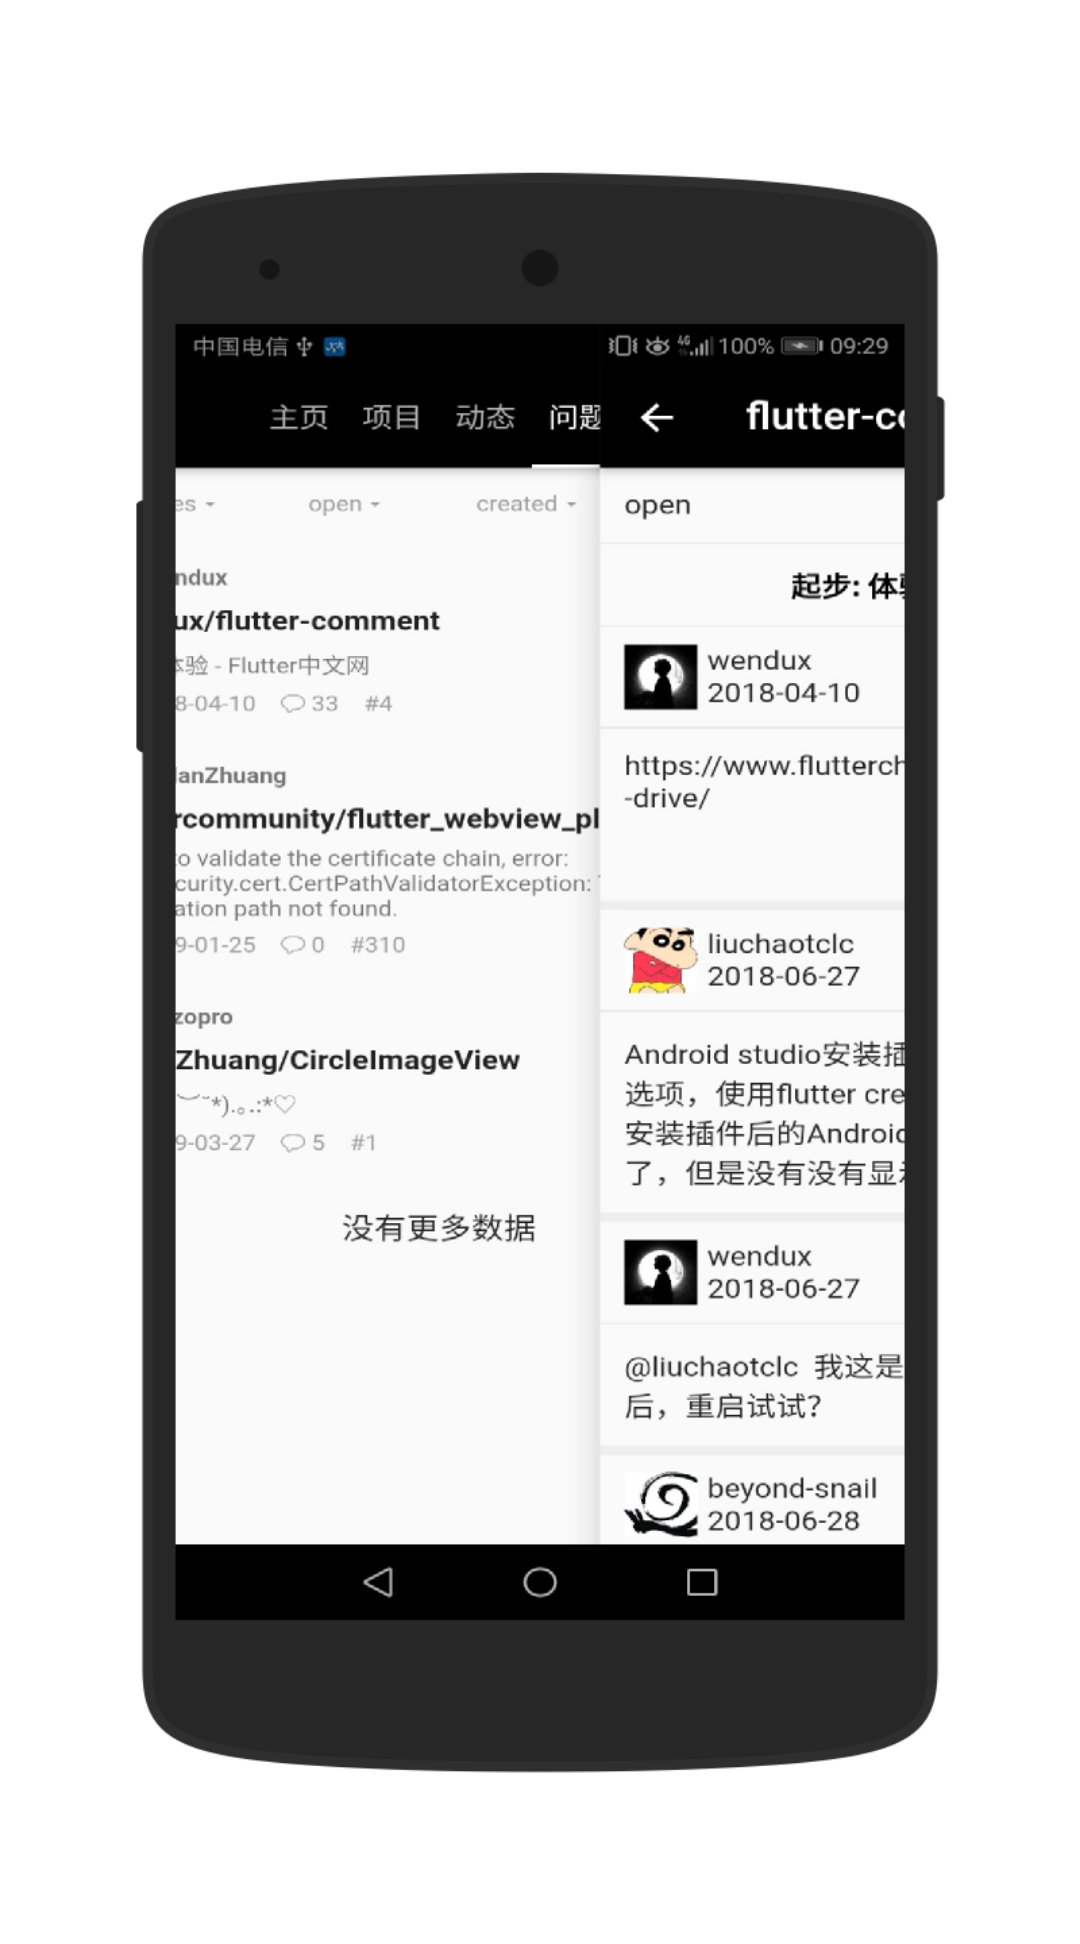 中国电信
4G 100% 09:29
主页 项目 动态 问题
es open created
ndux
ux/flutter-comment
体验 - Flutter中文网
8-04-10 33 #4
lanZhuang
rcommunity/flutter_webview_pl
to validate the certificate chain, error:
curity.cert.CertPathValidatorException:
ation path not found.
9-01-25 0 #310
zopro
Zhuang/CircleImageView
9-03-27 5 #1
没有更多数据
flutter-co
open
起步: 体验
wendux
2018-04-10
https://www.flutterch
-drive/
liuchaotclc
2018-06-27
Android studio安装插
选项，使用flutter cre
安装插件后的Android
了，但是没有没有显示
wendux
2018-06-27
@liuchaotclc 我这是
后，重启试试？
beyond-snail
2018-06-28